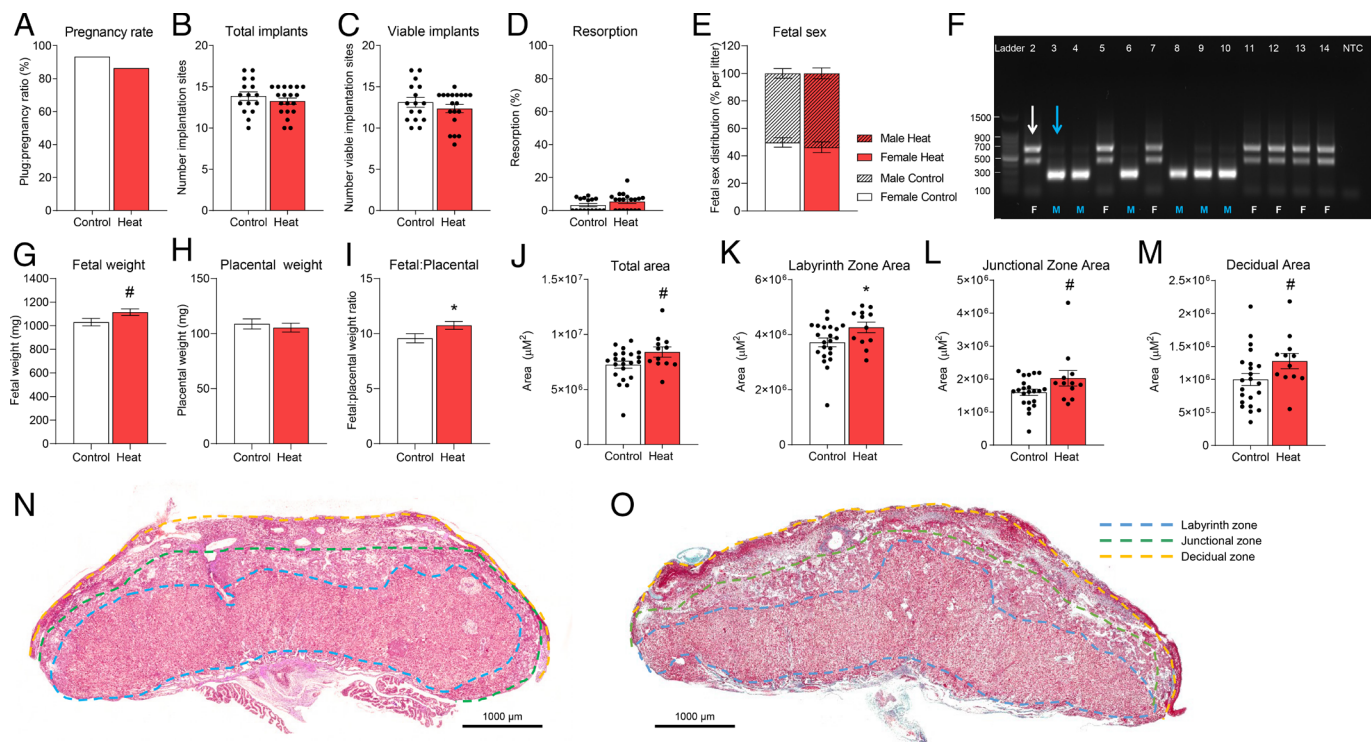 A
Pregnancy rate
Plug:pregnancy ratio (%)
100
80
60
40
20
0
Control Heat
B
Total implants
Number implantation sites
20
15
10
5
0
Control Heat
C
Viable implants
Number viable implantation sites
20
15
10
5
0
Control Heat
D
Resorption
Resorption (%)
100
80
60
40
20
0
Control Heat
E
Fetal sex
Fetal sex distribution (% per litter)
120
100
80
60
40
20
0
Male Heat
Female Heat
Male Control
Female Control
F
Ladder 2 3 4 5 6 7 8 9 10 11 12 13 14 NTC
1500
900
700
500
300
100
F M M F M F M M M F F F F
G
Fetal weight
Fetal weight (mg)
1400
1200
1000
800
600
400
200
0
#
Control Heat
H
Placental weight
Placental weight (mg)
150
100
50
0
Control Heat
I
Fetal:Placental
Fetal:placental weight ratio
15
10
5
0
*
Control Heat
J
Total area
Area (μM²)
1.5×10⁷
1.0×10⁷
5.0×10⁶
0
#
Control Heat
K
Labyrinth Zone Area
Area (μM²)
6×10⁶
4×10⁶
2×10⁶
0
*
Control Heat
L
Junctional Zone Area
Area (μM²)
5×10⁶
4×10⁶
3×10⁶
2×10⁶
1×10⁶
0
#
Control Heat
M
Decidual Area
Area (μM²)
2.5×10⁶
2.0×10⁶
1.5×10⁶
1.0×10⁶
5.0×10⁵
0
#
Control Heat
N
1000 μm
O
1000 μm
Labyrinth zone
Junctional zone
Decidual zone